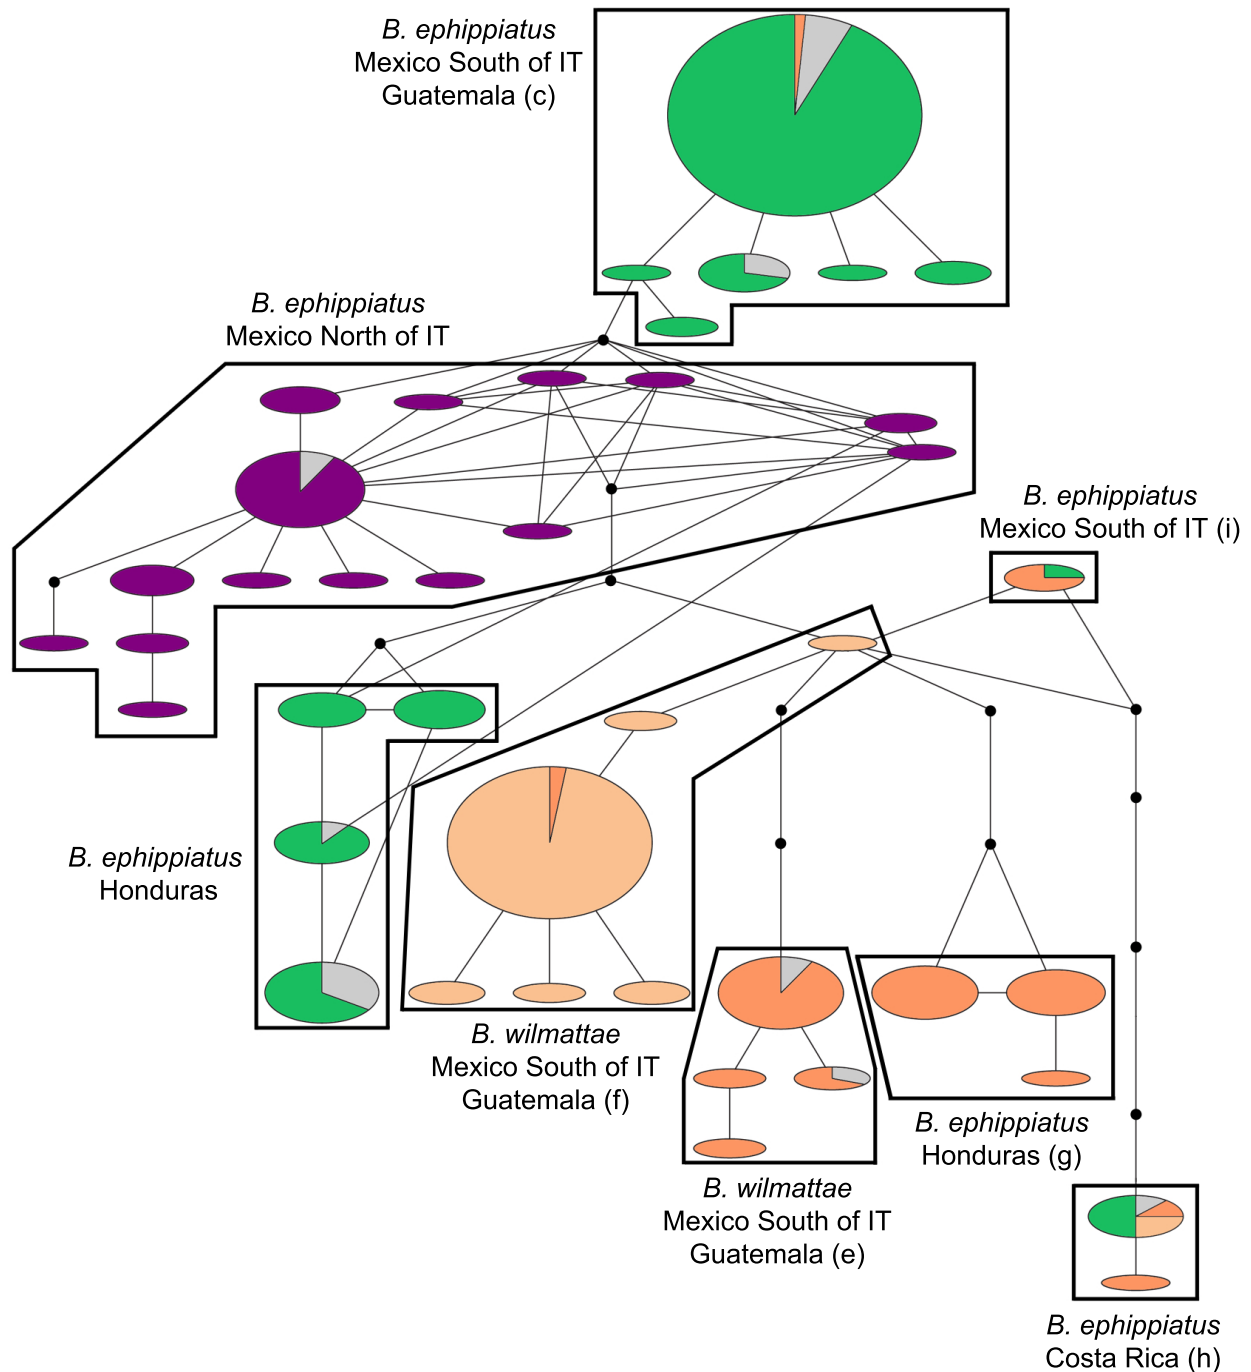 B. ephippiatus
Mexico South of IT
Guatemala (c)
B. ephippiatus
Mexico North of IT
B. ephippiatus
Mexico South of IT (i)
B. ephippiatus
Honduras
B. wilmattae
Mexico South of IT
Guatemala (f)
B. ephippiatus
Honduras (g)
B. wilmattae
Mexico South of IT
Guatemala (e)
B. ephippiatus
Costa Rica (h)